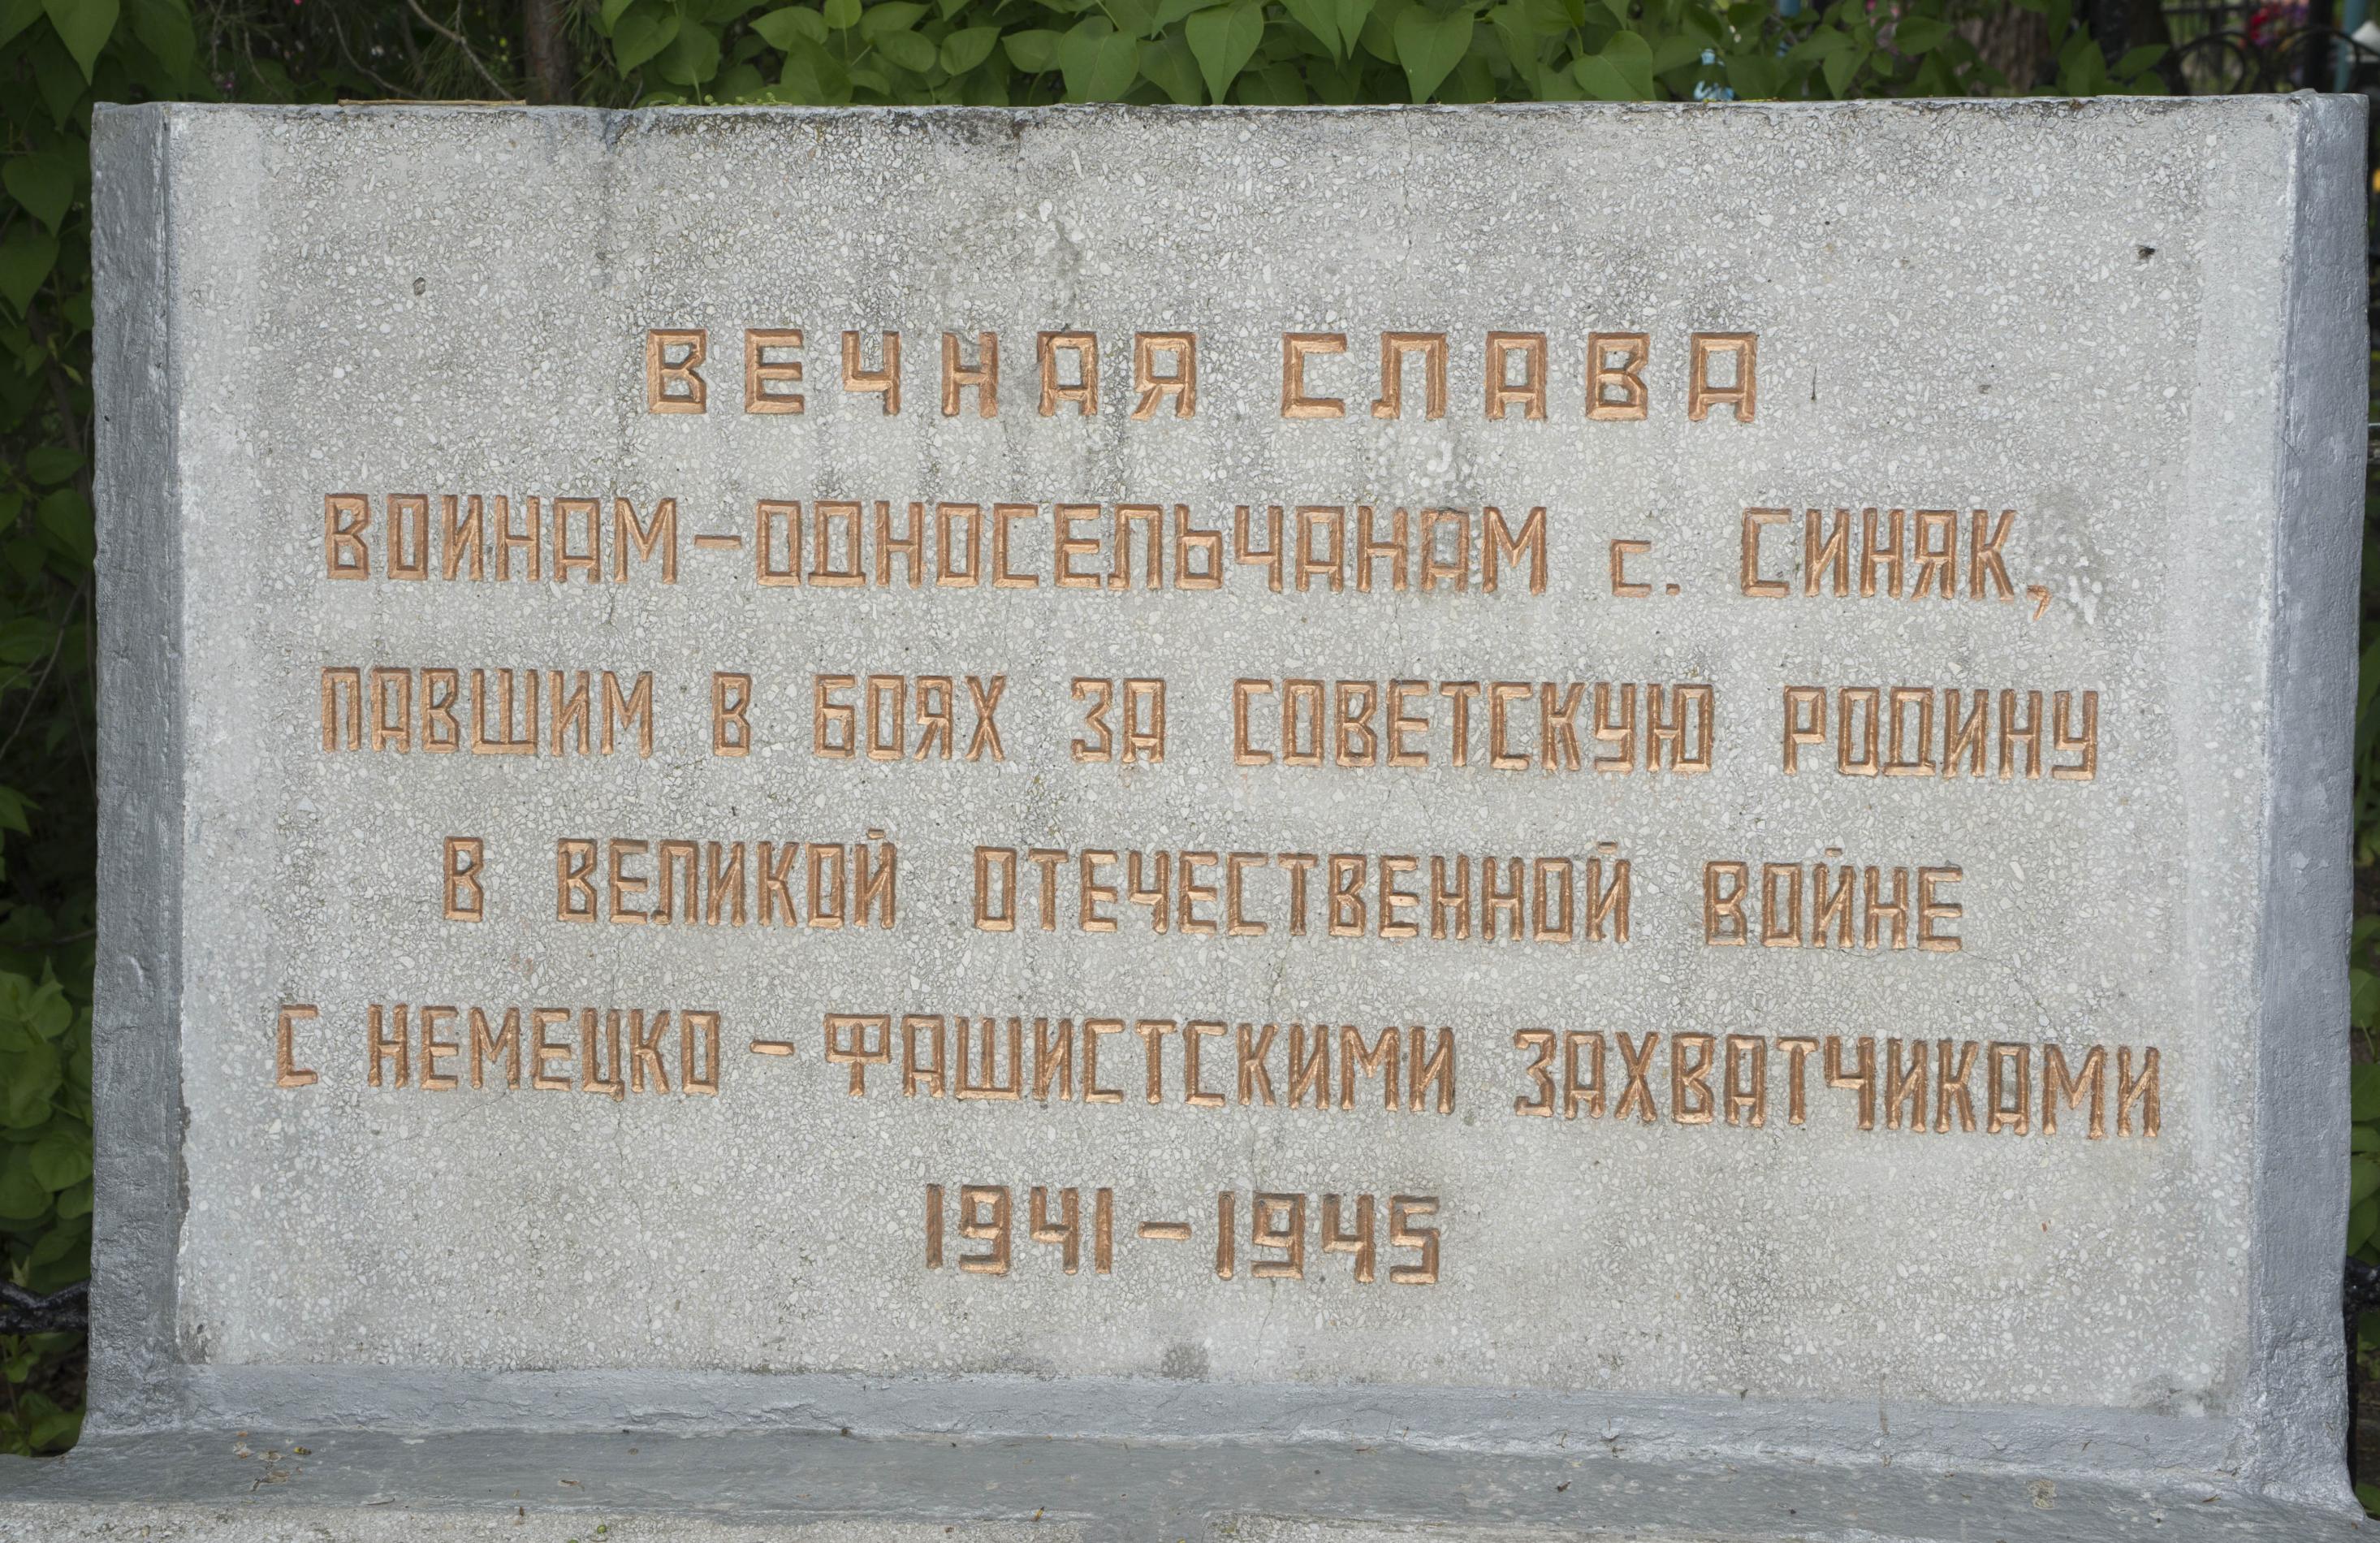 ВЕЧНАЯ СЛАВА
ВОИНАМ-ОДНОСЕЛЬЧАНАМ с. СИНЯК,
ПАВШИМ В БОЯХ ЗА СОВЕТСКУЮ РОДИНУ
В ВЕЛИКОЙ ОТЕЧЕСТВЕННОЙ ВОЙНЕ
С НЕМЕЦКО-ФАШИСТСКИМИ ЗАХВАТЧИКАМИ
1941-1945